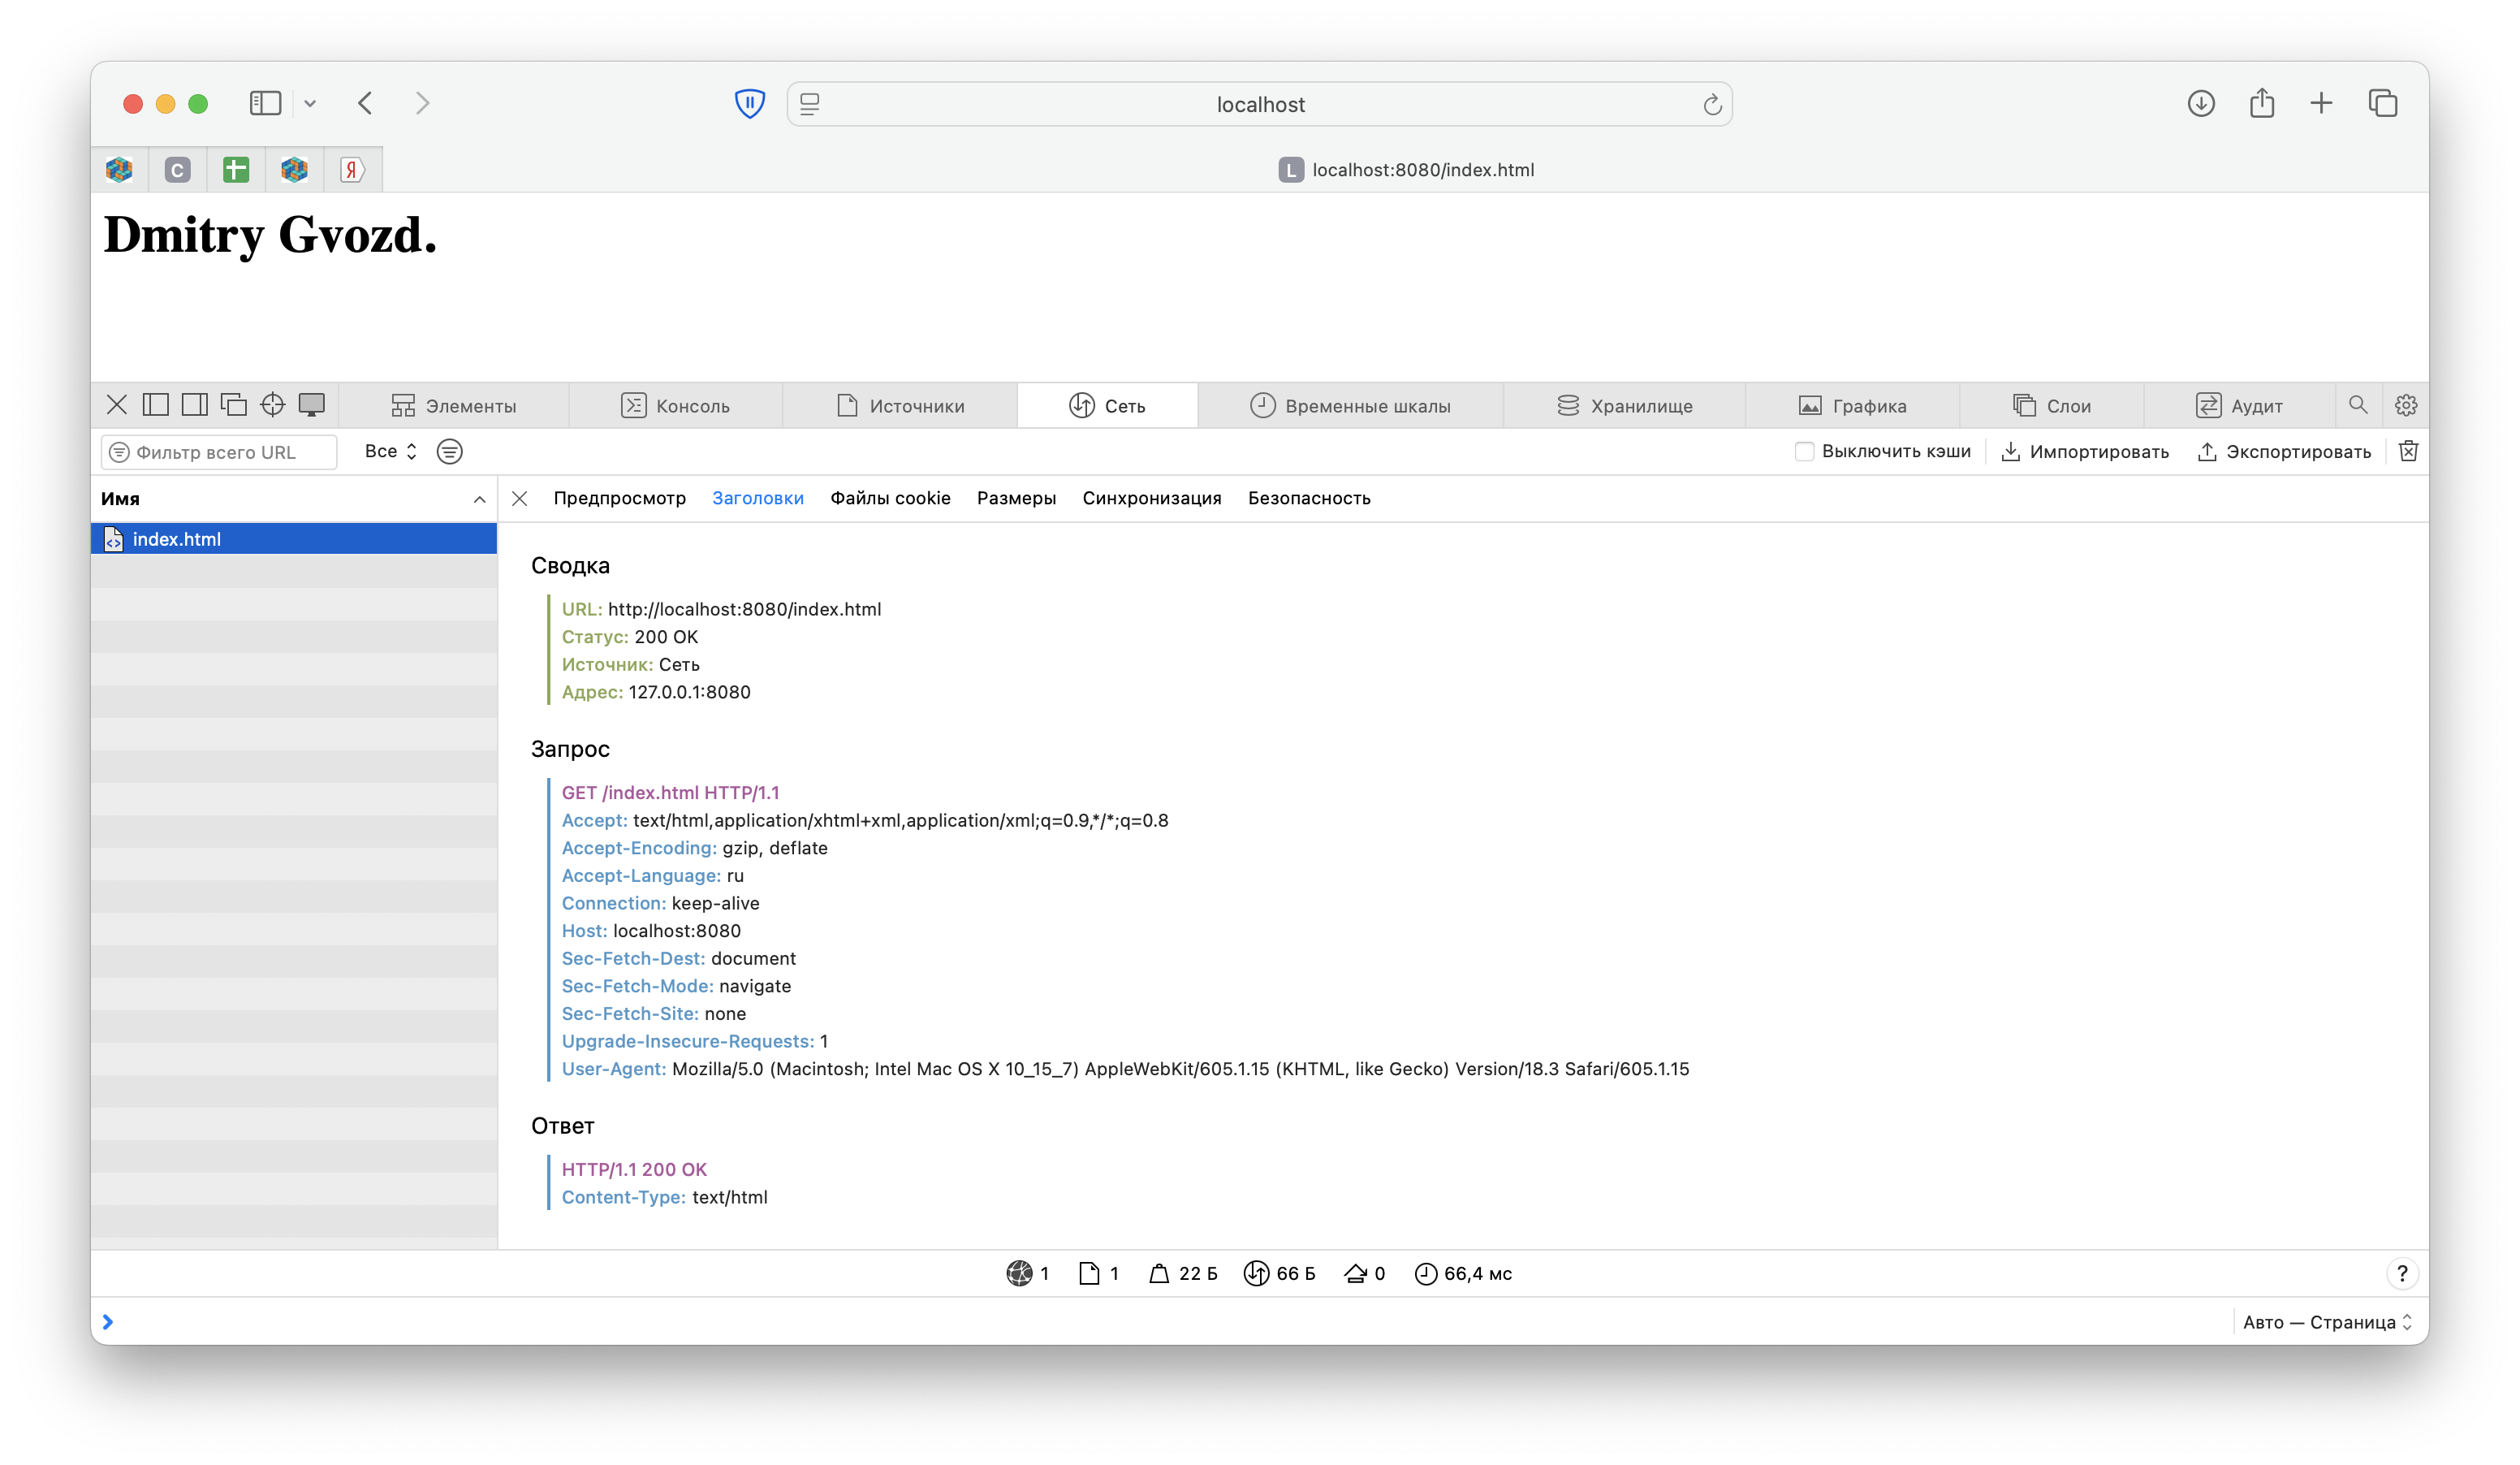 localhost
C
Я
L localhost:8080/index.html
Dmitry Gvozd.
Элементы Консоль Источники Сеть Временные шкалы Хранилище Графика Слои Аудит
Фильтр всего URL Все Выключить кэши Импортировать Экспортировать
Имя Предпросмотр Заголовки Файлы cookie Размеры Синхронизация Безопасность
index.html
Сводка
URL: http://localhost:8080/index.html
Статус: 200 OK
Источник: Сеть
Адрес: 127.0.0.1:8080
Запрос
GET /index.html HTTP/1.1
Accept: text/html,application/xhtml+xml,application/xml;q=0.9,*/*;q=0.8
Accept-Encoding: gzip, deflate
Accept-Language: ru
Connection: keep-alive
Host: localhost:8080
Sec-Fetch-Dest: document
Sec-Fetch-Mode: navigate
Sec-Fetch-Site: none
Upgrade-Insecure-Requests: 1
User-Agent: Mozilla/5.0 (Macintosh; Intel Mac OS X 10_15_7) AppleWebKit/605.1.15 (KHTML, like Gecko) Version/18.3 Safari/605.1.15
Ответ
HTTP/1.1 200 OK
Content-Type: text/html
1 1 22 Б 66 Б 0 66,4 мс ?
Авто — Страница